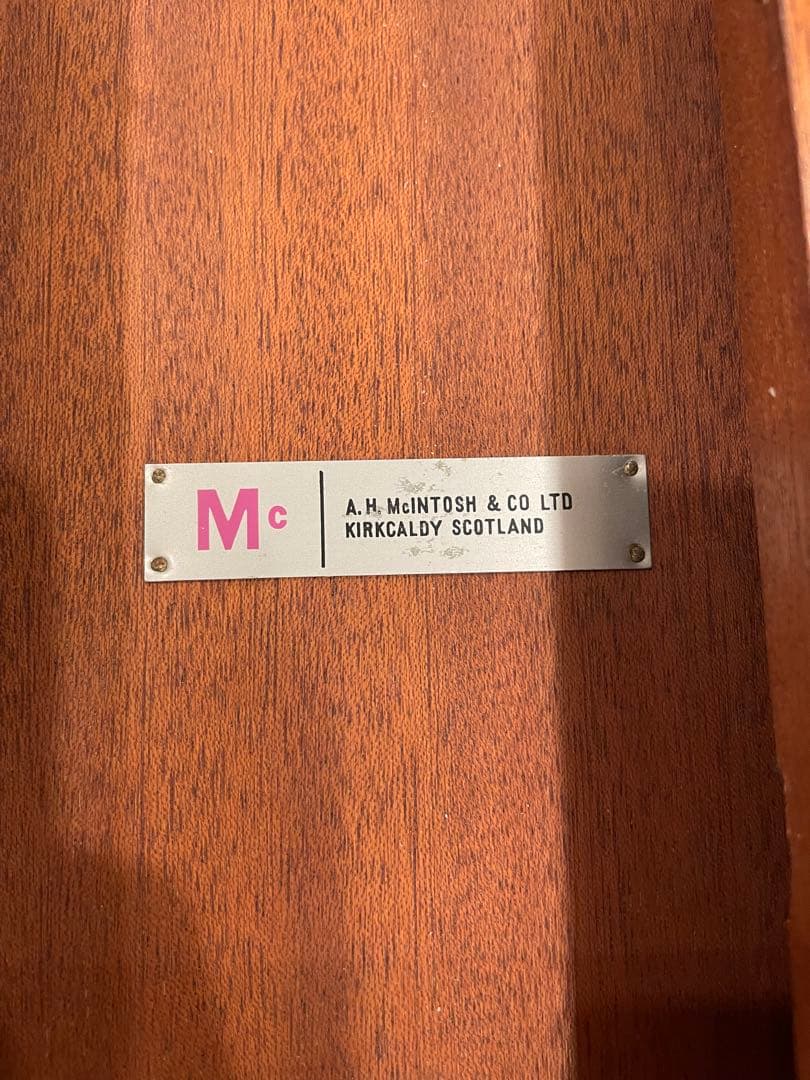 Mc
A.H. McINTOSH & CO LTD
KIRKCALDY SCOTLAND